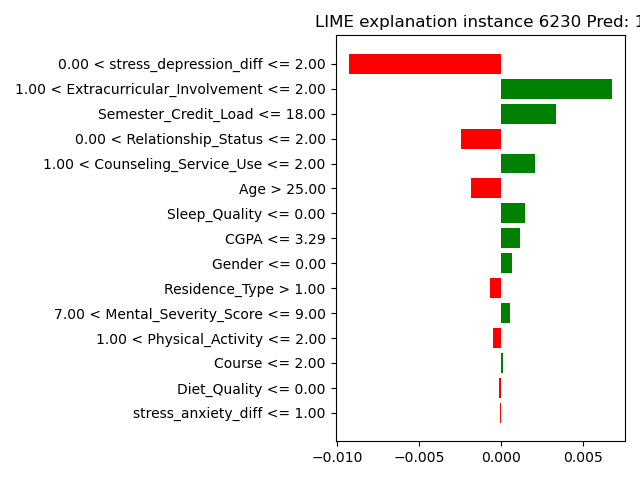 LIME explanation instance 6230 Pred: 1
0.00 < stress_depression_diff <= 2.00
1.00 < Extracurricular_Involvement <= 2.00
Semester_Credit_Load <= 18.00
0.00 < Relationship_Status <= 2.00
1.00 < Counseling_Service_Use <= 2.00
Age > 25.00
Sleep_Quality <= 0.00
CGPA <= 3.29
Gender <= 0.00
Residence_Type > 1.00
7.00 < Mental_Severity_Score <= 9.00
1.00 < Physical_Activity <= 2.00
Course <= 2.00
Diet_Quality <= 0.00
stress_anxiety_diff <= 1.00
−0.010 −0.005 0.000 0.005